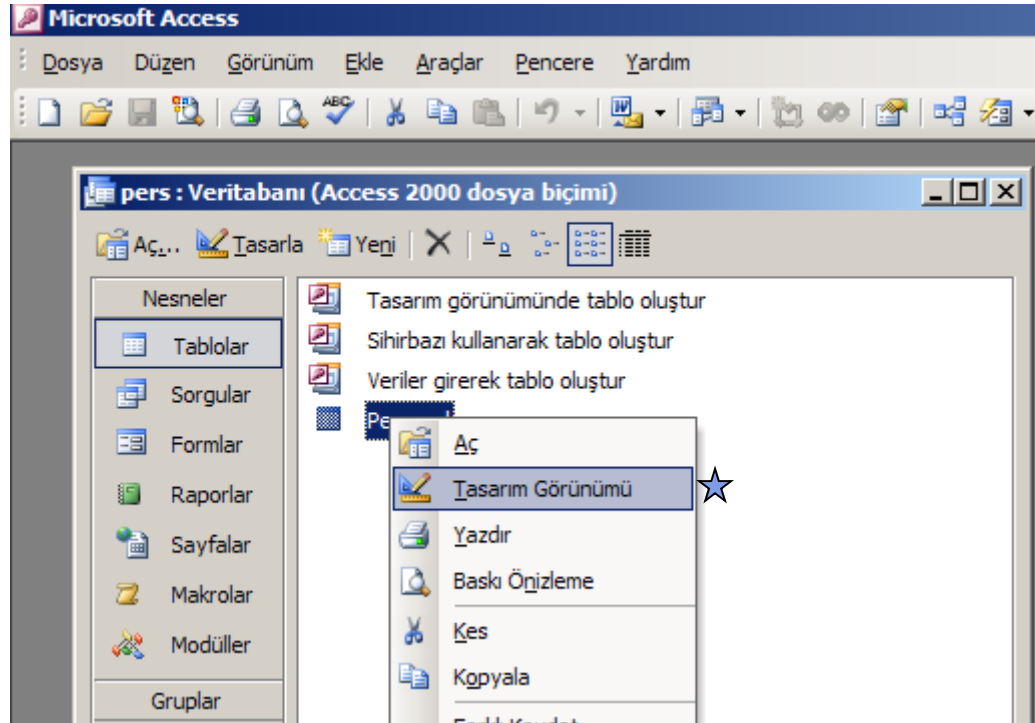 Microsoft Access
Dosya Düzen Görünüm Ekle Araçlar Pencere Yardım
ABC
W
pers : Veritabanı (Access 2000 dosya biçimi)
Aç... Tasarla Yeni
Nesneler
Tablolar
Sorgular
Formlar
Raporlar
Sayfalar
Makrolar
Modüller
Gruplar
Tasarım görünümünde tablo oluştur
Sihirbazı kullanarak tablo oluştur
Veriler girerek tablo oluştur
Aç
Tasarım Görünümü
Yazdır
Baskı Önizleme
Kes
Kopyala